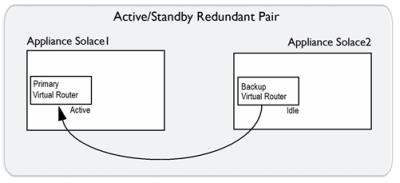 Active/Standby Redundant Pair
Appliance Solace1
Appliance Solace2
Primary
Virtual Router
Active
Backup
Virtual Router
Idle